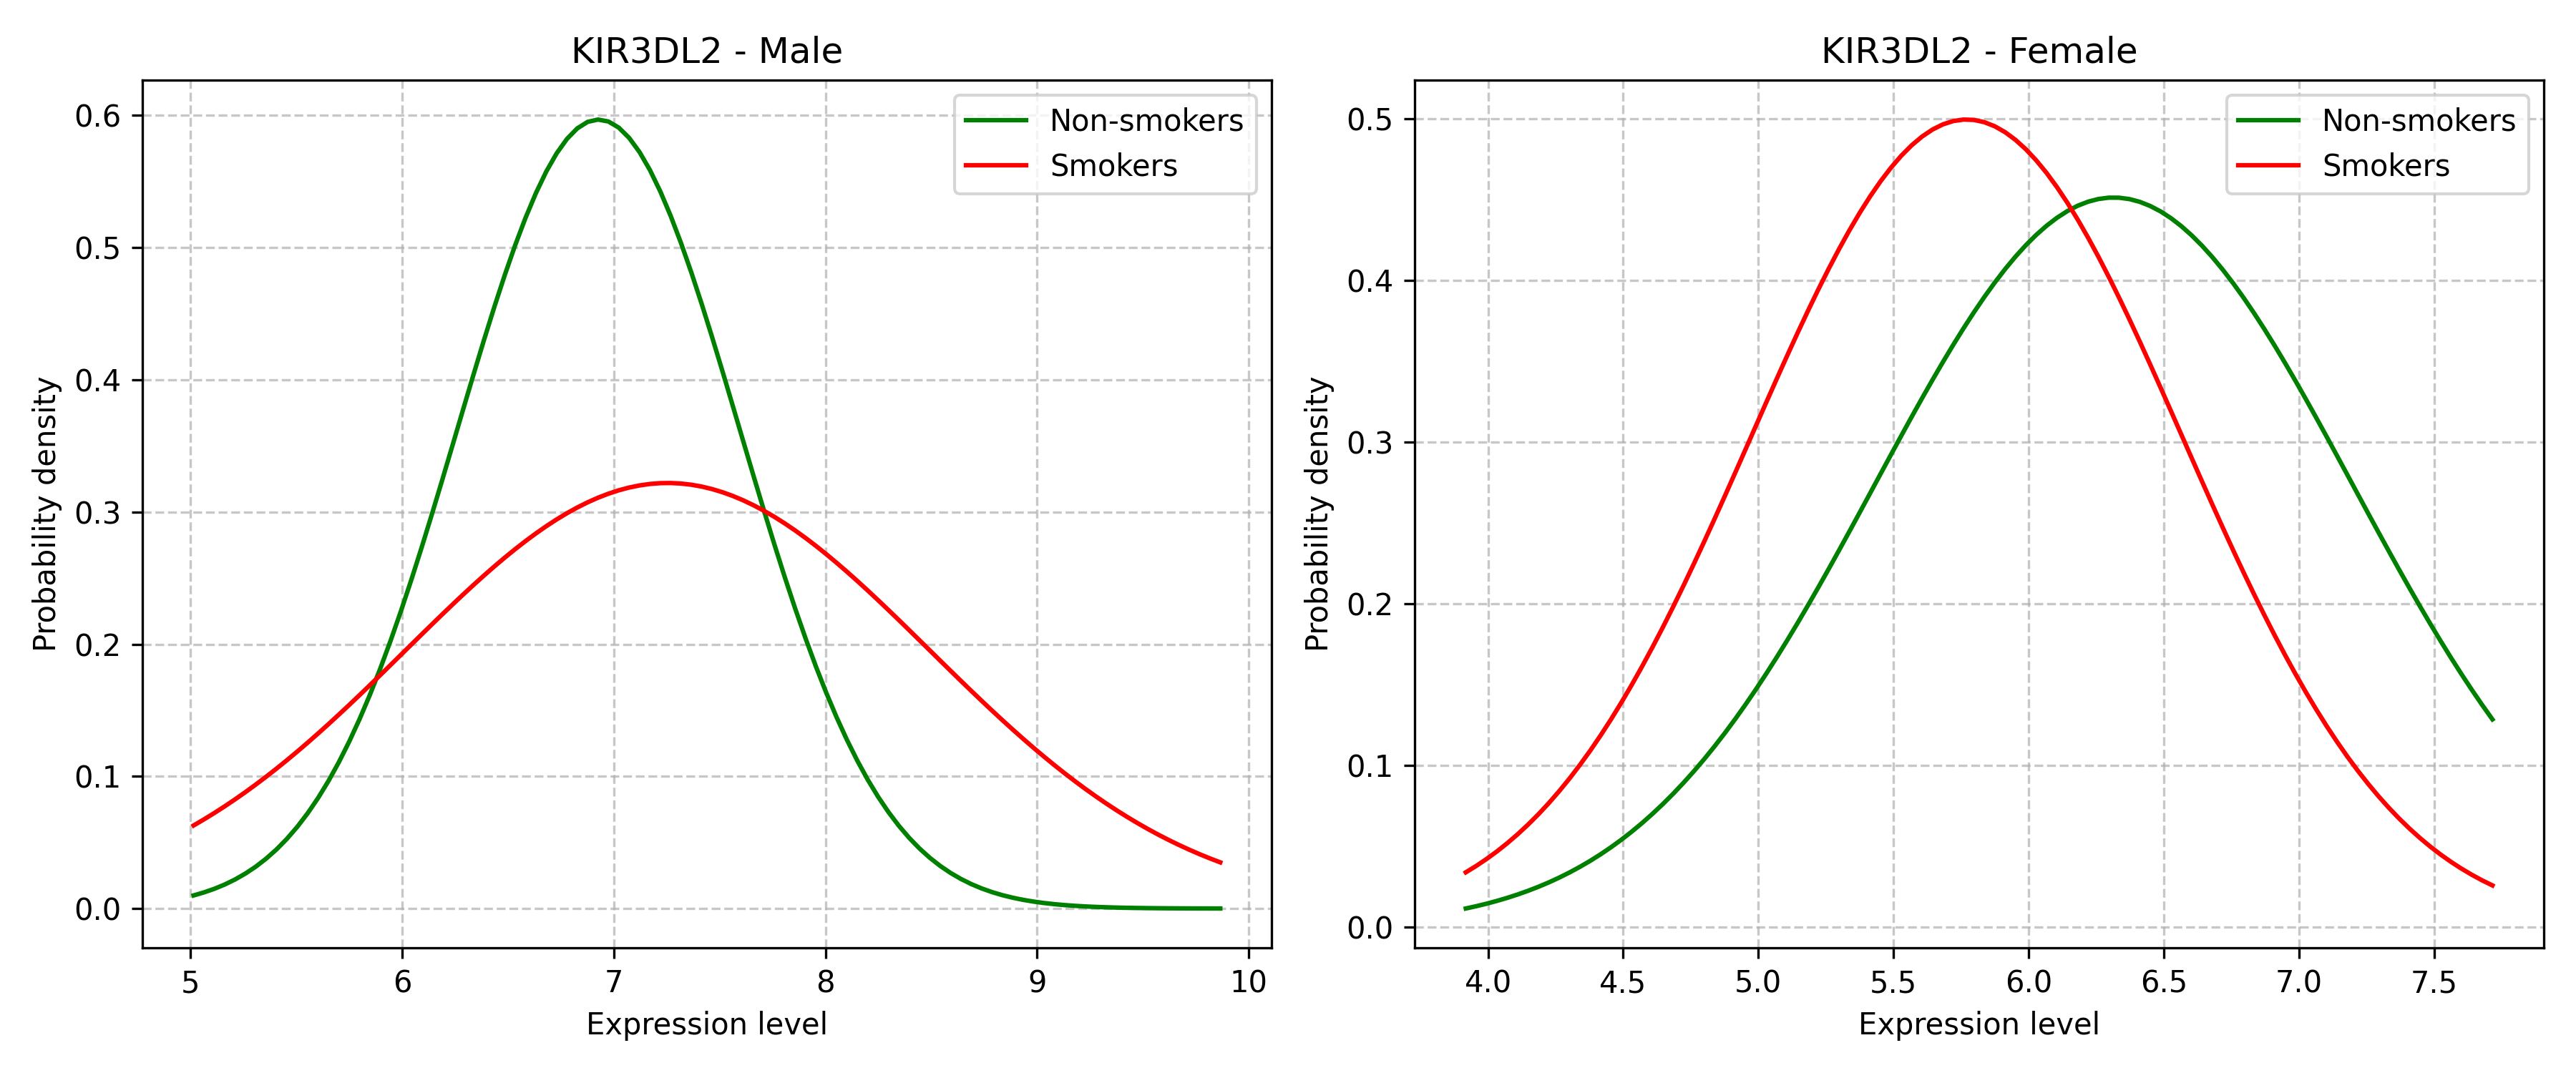 KIR3DL2 - Male
Non-smokers
Smokers
Probability density
0.6
0.5
0.4
0.3
0.2
0.1
0.0
5 6 7 8 9 10
Expression level
KIR3DL2 - Female
Non-smokers
Smokers
Probability density
0.5
0.4
0.3
0.2
0.1
0.0
4.0 4.5 5.0 5.5 6.0 6.5 7.0 7.5
Expression level